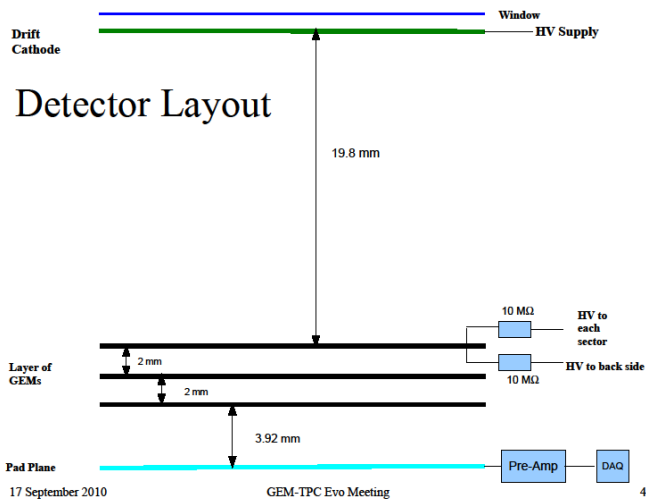 Window
Drift
Cathode
HV Supply
Detector Layout
19.8 mm
10 MΩ
HV to
each
sector
Layer of
GEMs
2 mm
HV to back side
10 MΩ
2 mm
3.92 mm
Pad Plane
Pre-Amp
DAQ
17 September 2010
GEM-TPC Evo Meeting
4